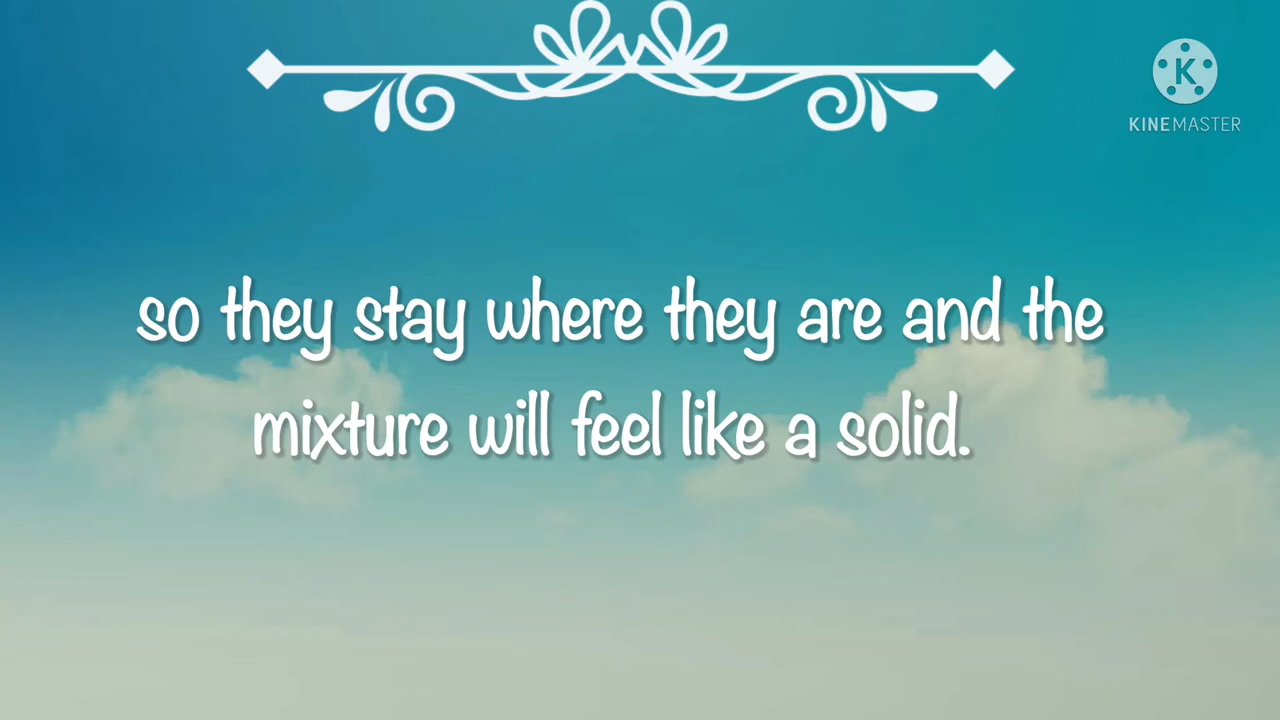 KINEMASTER
so they stay where they are and the
mixture will feel like a solid.